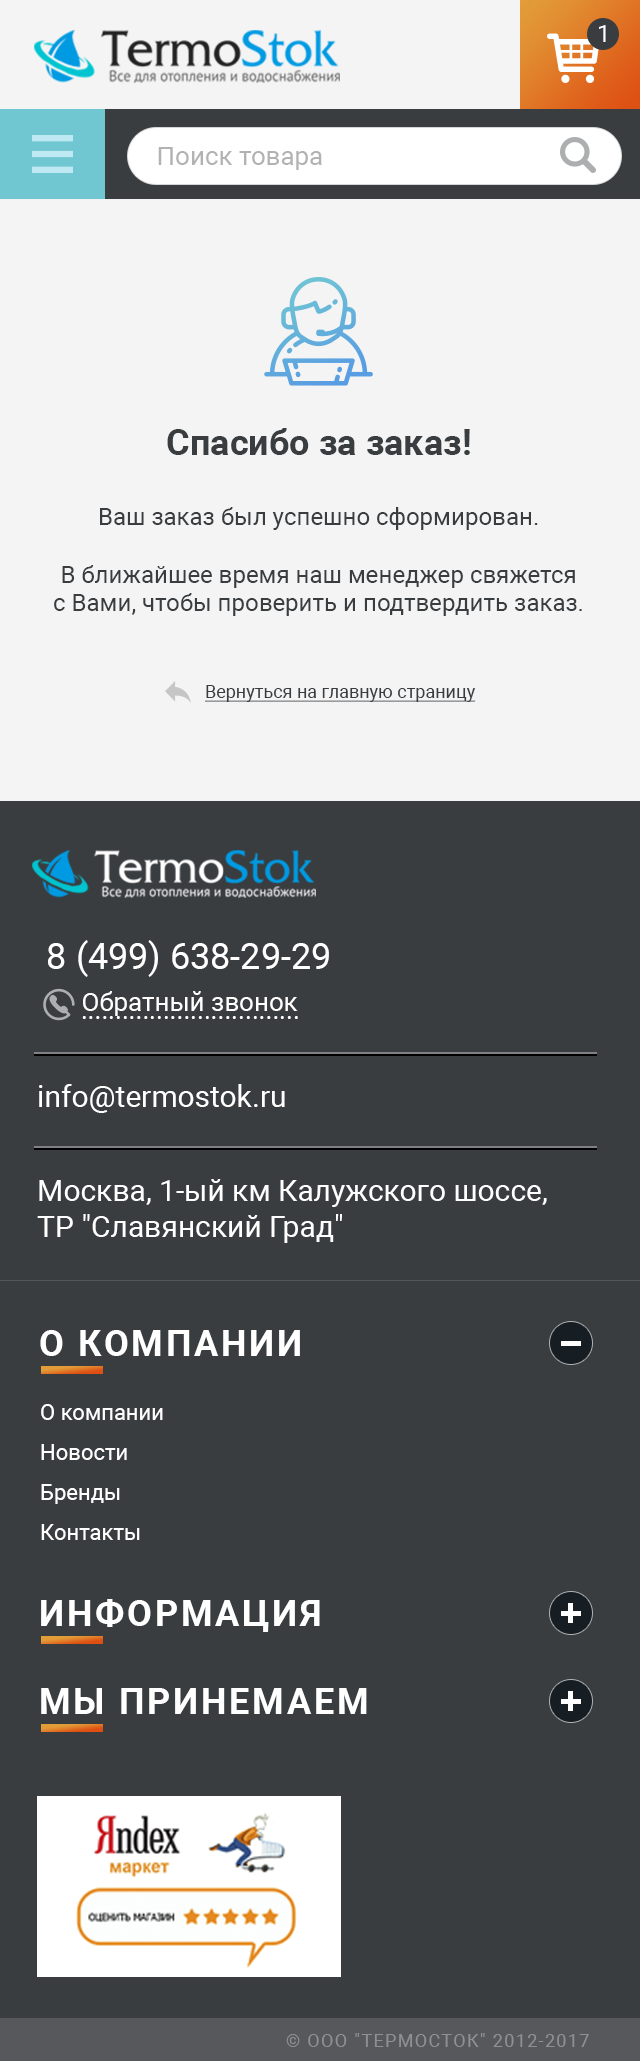 TermoStok
Все для отопления и водоснабжения
1
Поиск товара
Спасибо за заказ!
Ваш заказ был успешно сформирован.
В ближайшее время наш менеджер свяжется
с Вами, чтобы проверить и подтвердить заказ.
Вернуться на главную страницу
TermoStok
Все для отопления и водоснабжения
8 (499) 638-29-29
Обратный звонок
info@termostok.ru
Москва, 1-ый км Калужского шоссе,
ТР "Славянский Град"
О КОМПАНИИ
О компании
Новости
Бренды
Контакты
ИНФОРМАЦИЯ
МЫ ПРИНЕМАЕМ
Яndex
маркет
ОЦЕНИТЬ МАГАЗИН
© ООО "ТЕРМОСТОК" 2012-2017